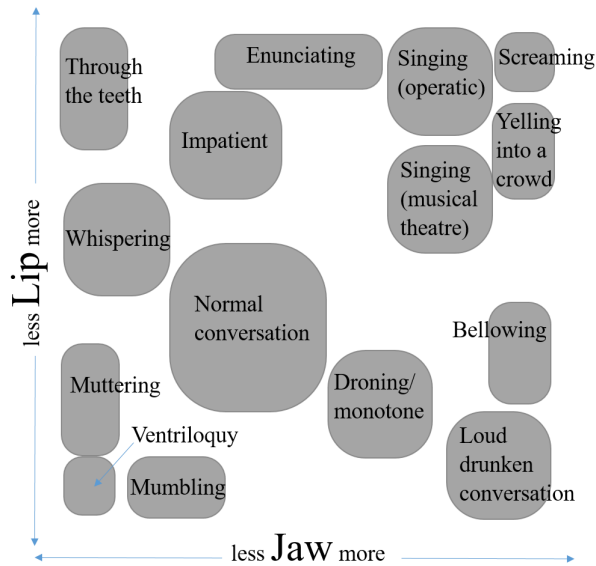 Through
the teeth
Enunciating
Singing
(operatic)
Screaming
Impatient
Yelling
into a
crowd
Singing
(musical
theatre)
Whispering
less Lip more
Normal
conversation
Bellowing
Muttering
Droning/
monotone
Ventriloquy
Mumbling
Loud
drunken
conversation
less Jaw more